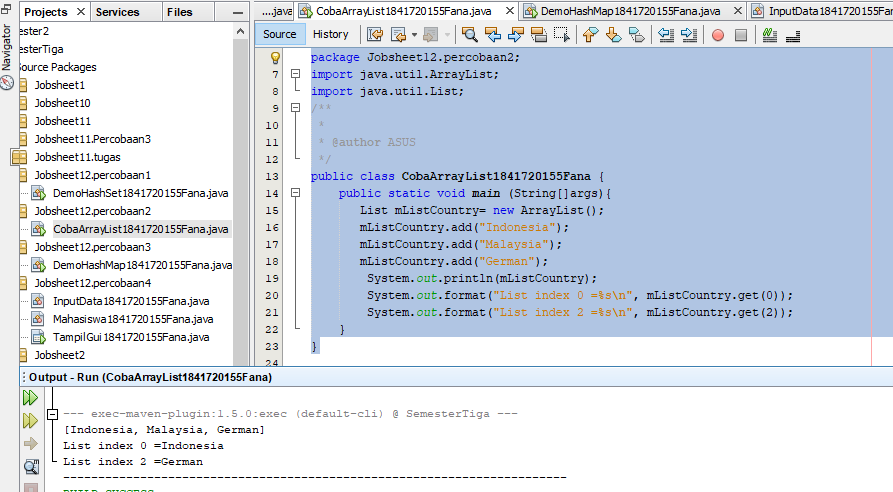 Projects × Services Files
Navigator
ester2
esterTiga
Source Packages
Jobsheet1
Jobsheet10
Jobsheet11
Jobsheet11.Percobaan3
Jobsheet11.tugas
Jobsheet12.percobaan1
DemoHashSet1841720155Fana.java
Jobsheet12.percobaan2
CobaArrayList1841720155Fana.java
Jobsheet12.percobaan3
DemoHashMap1841720155Fana.java
Jobsheet12.percobaan4
InputData1841720155Fana.java
Mahasiswa1841720155Fana.java
TampilGui1841720155Fana.java
Jobsheet2
....java CobaArrayList1841720155Fana.java × DemoHashMap1841720155Fana.java × InputData1841720155Fan
Source History
package Jobsheet12.percobaan2;
7 import java.util.ArrayList;
8 import java.util.List;
9 /**
10 *
11 * @author ASUS
12 */
13 public class CobaArrayList1841720155Fana {
14 public static void main (String[]args){
15 List mListCountry= new ArrayList();
16 mListCountry.add("Indonesia");
17 mListCountry.add("Malaysia");
18 mListCountry.add("German");
19 System.out.println(mListCountry);
20 System.out.format("List index 0 =%s\n", mListCountry.get(0));
21 System.out.format("List index 2 =%s\n", mListCountry.get(2));
22 }
23 }
24
Output - Run (CobaArrayList1841720155Fana)
--- exec-maven-plugin:1.5.0:exec (default-cli) @ SemesterTiga ---
[Indonesia, Malaysia, German]
List index 0 =Indonesia
List index 2 =German
------------------------------------------------------------------------
BUILD SUCCESS